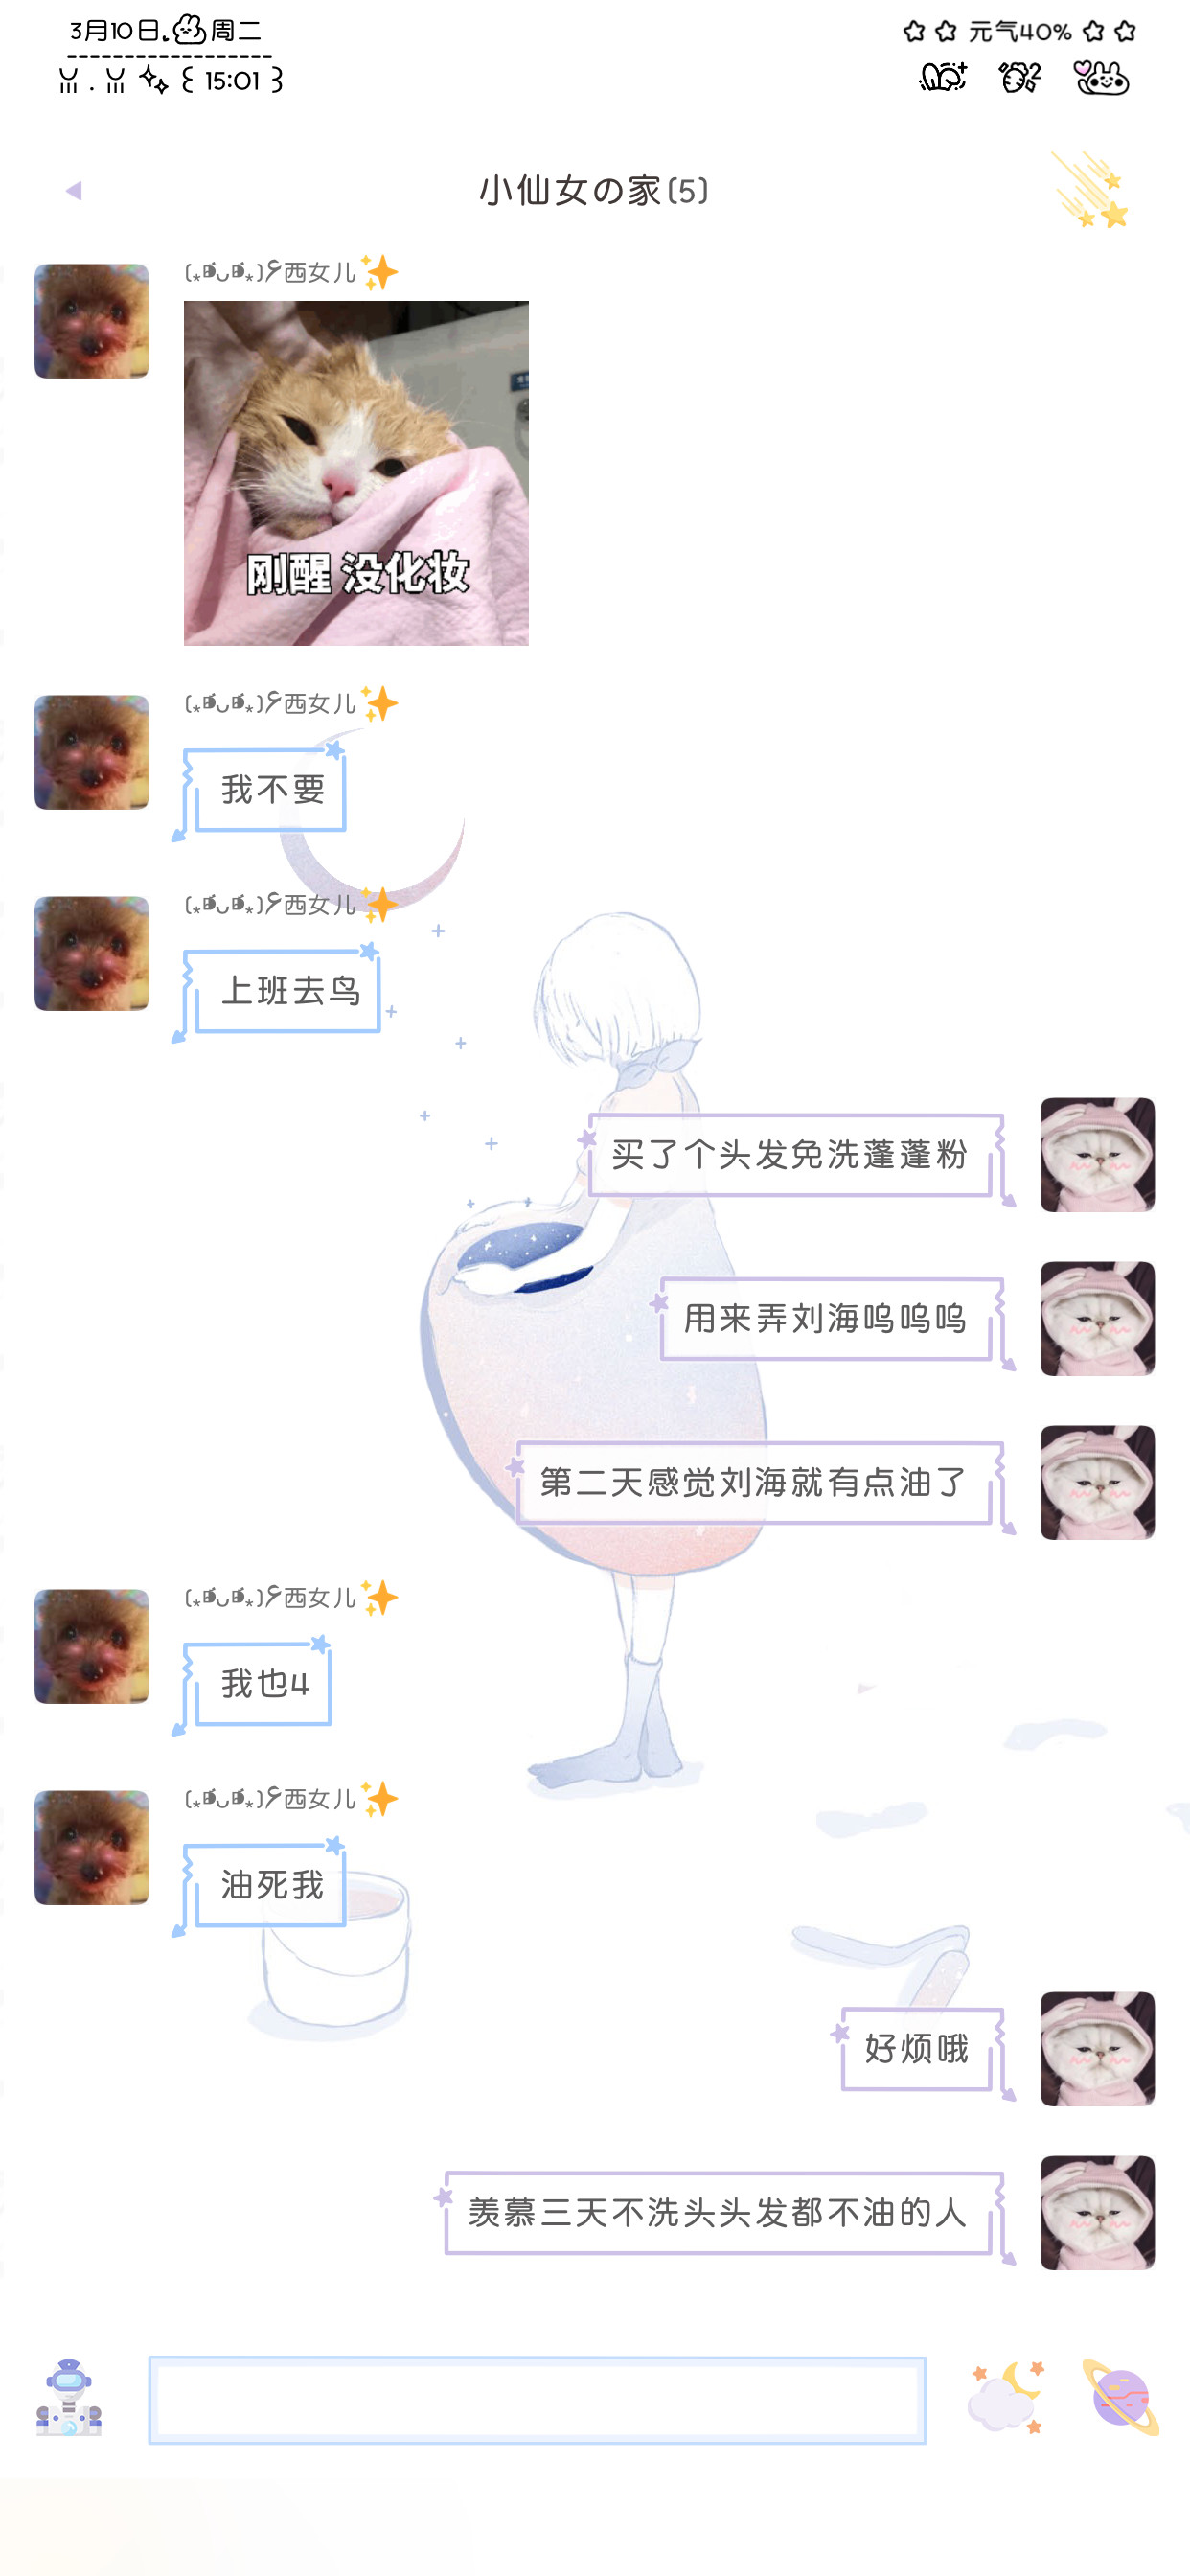 3月10日.周二
☆ ☆ 元气40% ☆ ☆
15:01
小仙女の家(5)
西女儿✨
刚醒 没化妆
西女儿✨
我不要
西女儿✨
上班去鸟
买了个头发免洗蓬蓬粉
用来弄刘海呜呜呜
第二天感觉刘海就有点油了
西女儿✨
我也4
西女儿✨
油死我
好烦哦
羡慕三天不洗头头发都不油的人